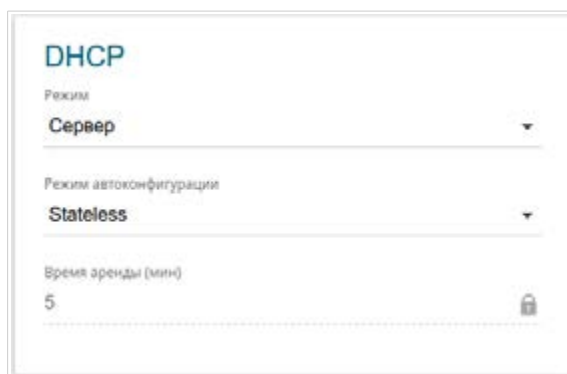 DHCP
Режим
Сервер
Режим автоконфигурации
Stateless
Время аренды (мин)
5